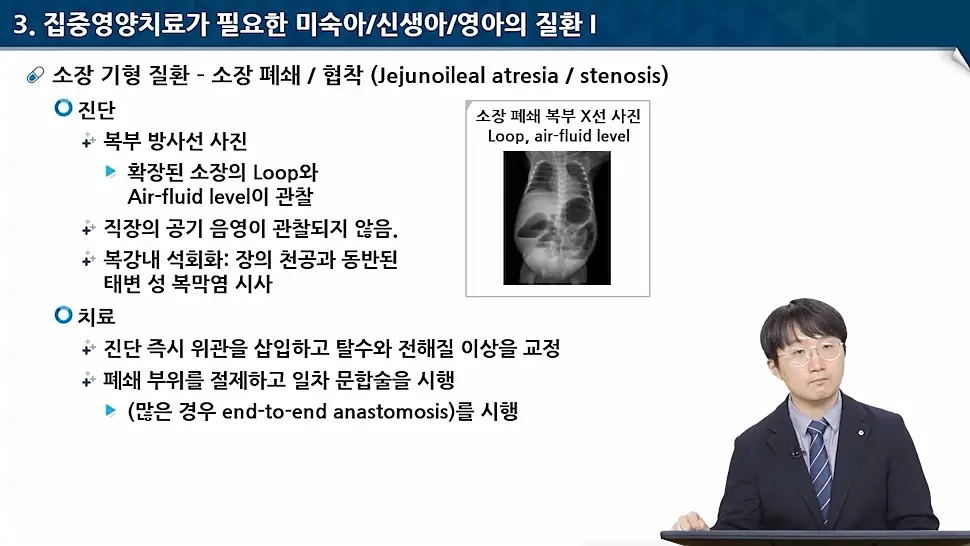 3. 집중영양치료가 필요한 미숙아/신생아/영아의 질환 I
소장 기형 질환 - 소장 폐쇄 / 협착 (Jejunoileal atresia / stenosis)
진단
복부 방사선 사진
확장된 소장의 Loop와
Air-fluid level이 관찰
직장의 공기 음영이 관찰되지 않음.
복강내 석회화: 장의 천공과 동반된
태변 성 복막염 시사
소장 폐쇄 복부 X선 사진
Loop, air-fluid level
치료
진단 즉시 위관을 삽입하고 탈수와 전해질 이상을 교정
폐쇄 부위를 절제하고 일차 문합술을 시행
(많은 경우 end-to-end anastomosis)를 시행